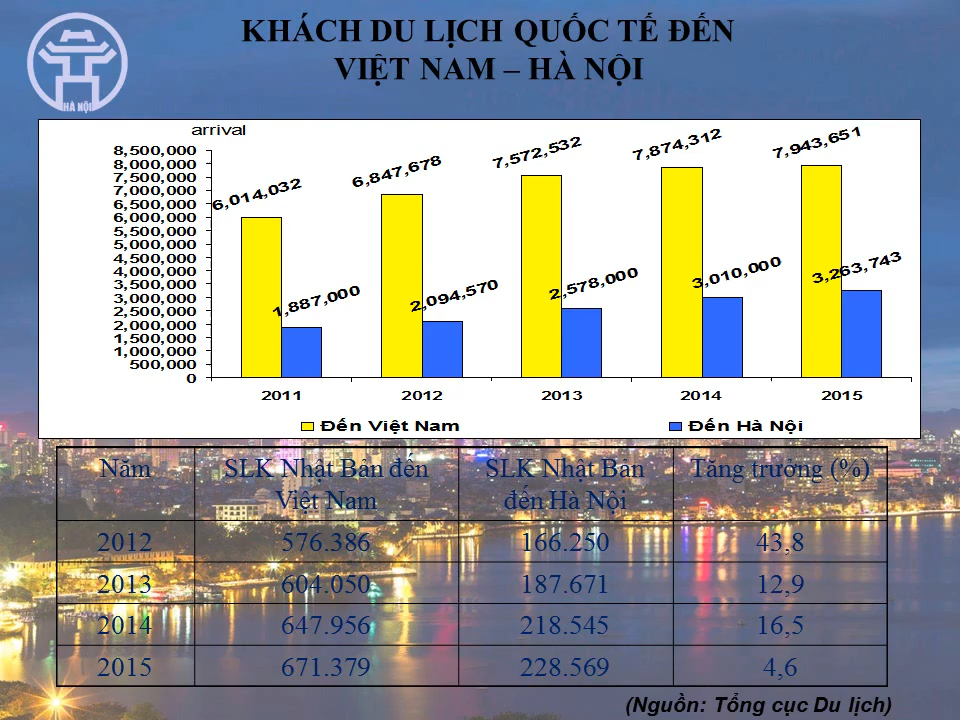 KHÁCH DU LỊCH QUỐC TẾ ĐẾN
VIỆT NAM – HÀ NỘI
HÀ NỘI
arrival
8,500,000
8,000,000
7,500,000
7,000,000
6,500,000
6,000,000
5,500,000
5,000,000
4,500,000
4,000,000
3,500,000
3,000,000
2,500,000
2,000,000
1,500,000
1,000,000
500,000
0
6,014,032
6,847,678
7,572,532
7,874,312
7,943,651
1,887,000
2,094,570
2,578,000
3,010,000
3,263,743
2011 2012 2013 2014 2015
Đến Việt Nam Đến Hà Nội
Năm SLK Nhật Bản đến Việt Nam SLK Nhật Bản đến Hà Nội Tăng trưởng (%)
2012 576.386 166.250 43,8
2013 604.050 187.671 12,9
2014 647.956 218.545 16,5
2015 671.379 228.569 4,6
(Nguồn: Tổng cục Du lịch)